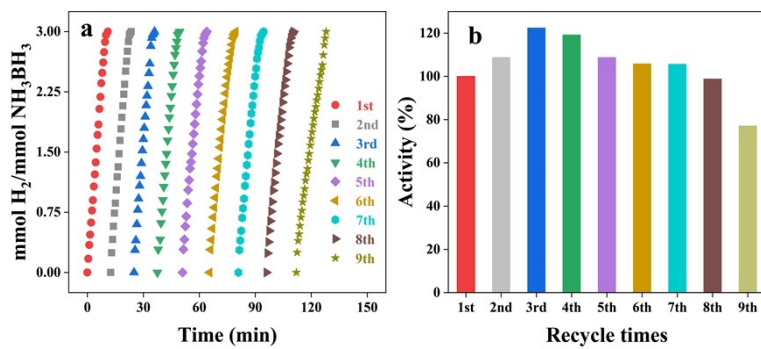 a
mmol H2/mmol NH3BH3
3.00
2.25
1.50
0.75
0.00
1st
2nd
3rd
4th
5th
6th
7th
8th
9th
0 30 60 90 120 150
Time (min)
b
Activity (%)
120
100
80
60
40
20
0
1st 2nd 3rd 4th 5th 6th 7th 8th 9th
Recycle times